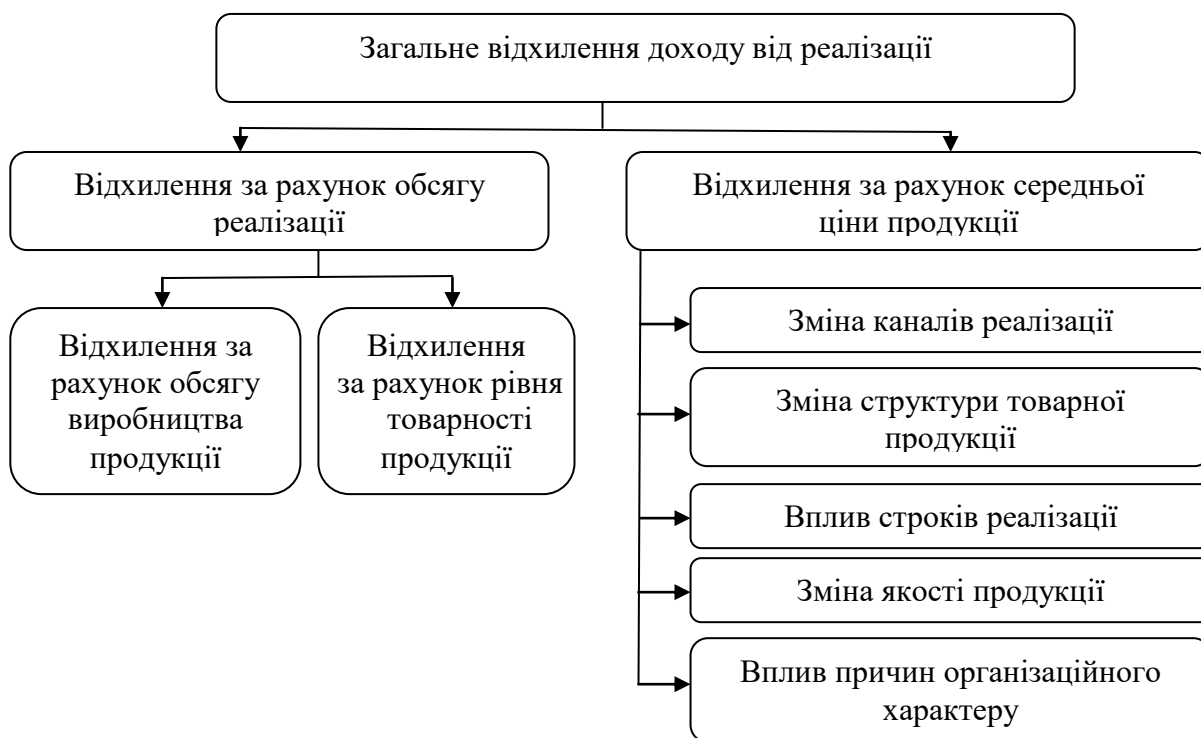 Загальне відхилення доходу від реалізації
Відхилення за рахунок обсягу
реалізації
Відхилення за рахунок середньої
ціни продукції
Відхилення за
рахунок обсягу
виробництва
продукції
Відхилення
за рахунок рівня
товарності
продукції
Зміна каналів реалізації
Зміна структури товарної
продукції
Вплив строків реалізації
Зміна якості продукції
Вплив причин організаційного
характеру